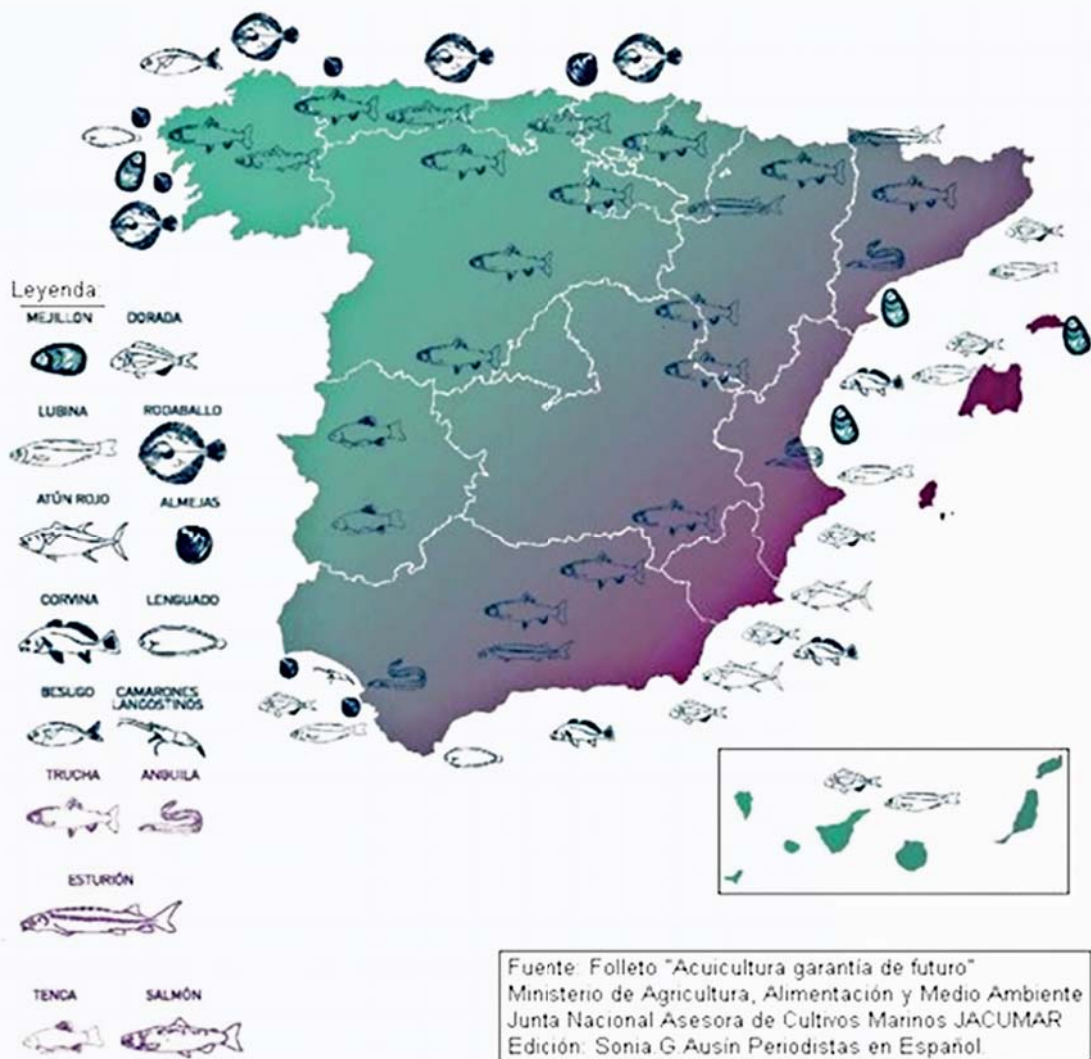 Leyenda:
MEJILLON DORADA
LUBINA RODABALLO
ATÚN ROJO ALMEJAS
CORVINA LENGUADO
BESUGO CAMARONES
LANGOSTINOS
TRUCHA ANGUILA
ESTURIÓN
TENCA SALMÓN
Fuente: Folleto "Acuicultura garantía de futuro"
Ministerio de Agricultura, Alimentación y Medio Ambiente
Junta Nacional Asesora de Cultivos Marinos JACUMAR
Edición: Sonia.G.Ausín Periodistas en Español.